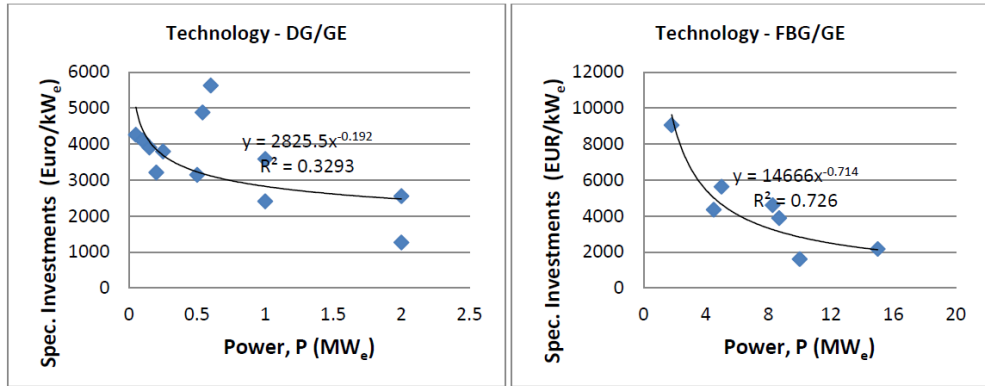 Technology - DG/GE
Spec. Investments (Euro/kWₑ)
6000
5000
4000
3000
2000
1000
0
y = 2825.5x⁻⁰·¹⁹²
R² = 0.3293
0 0.5 1 1.5 2 2.5
Power, P (MWₑ)
Technology - FBG/GE
Spec. Investments (EUR/kWₑ)
12000
10000
8000
6000
4000
2000
0
y = 14666x⁻⁰·⁷¹⁴
R² = 0.726
0 4 8 12 16 20
Power, P (MWₑ)